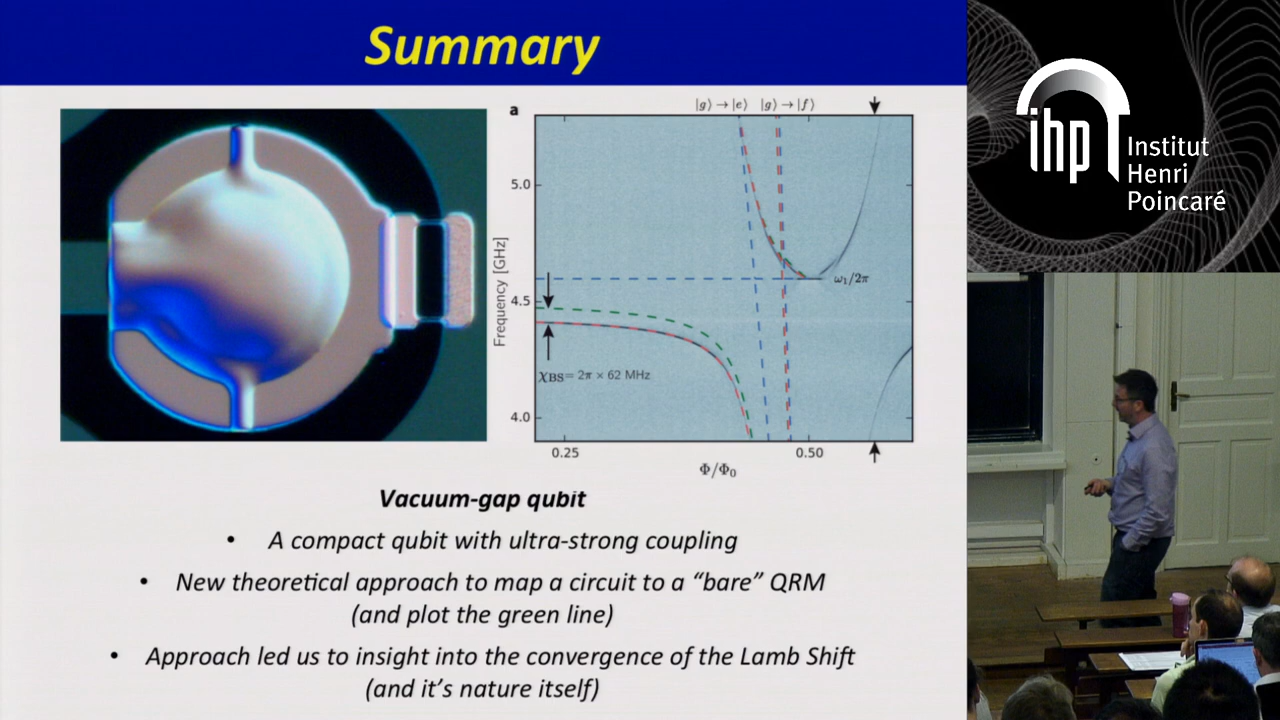 Summary
a
|g⟩ → |e⟩ |g⟩ → |f⟩
5.0
4.5
4.0
Frequency [GHz]
ω₁/2π
χBS = 2π × 62 MHz
0.25
0.50
Φ/Φ₀
Vacuum-gap qubit
• A compact qubit with ultra-strong coupling
• New theoretical approach to map a circuit to a “bare” QRM
(and plot the green line)
• Approach led us to insight into the convergence of the Lamb Shift
(and it’s nature itself)
ihp
Institut
Henri
Poincaré